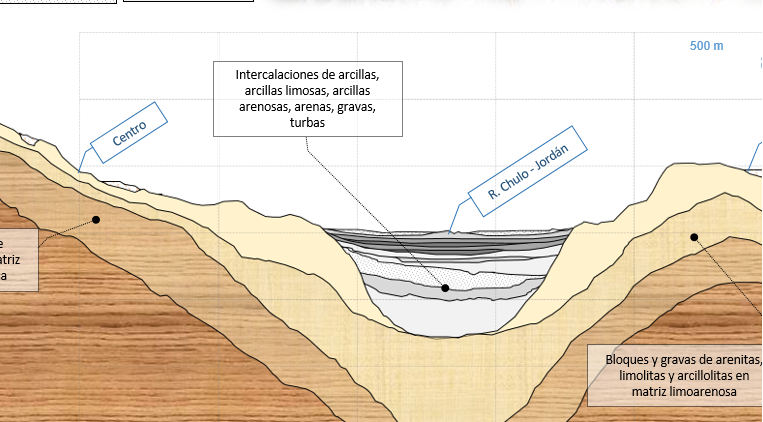 500 m
Intercalaciones de arcillas,
arcillas limosas, arcillas
arenosas, arenas, gravas,
turbas
Centro
R. Chulo - Jordán
Bloques y gravas de arenitas,
limolitas y arcillolitas en
matriz limoarenosa